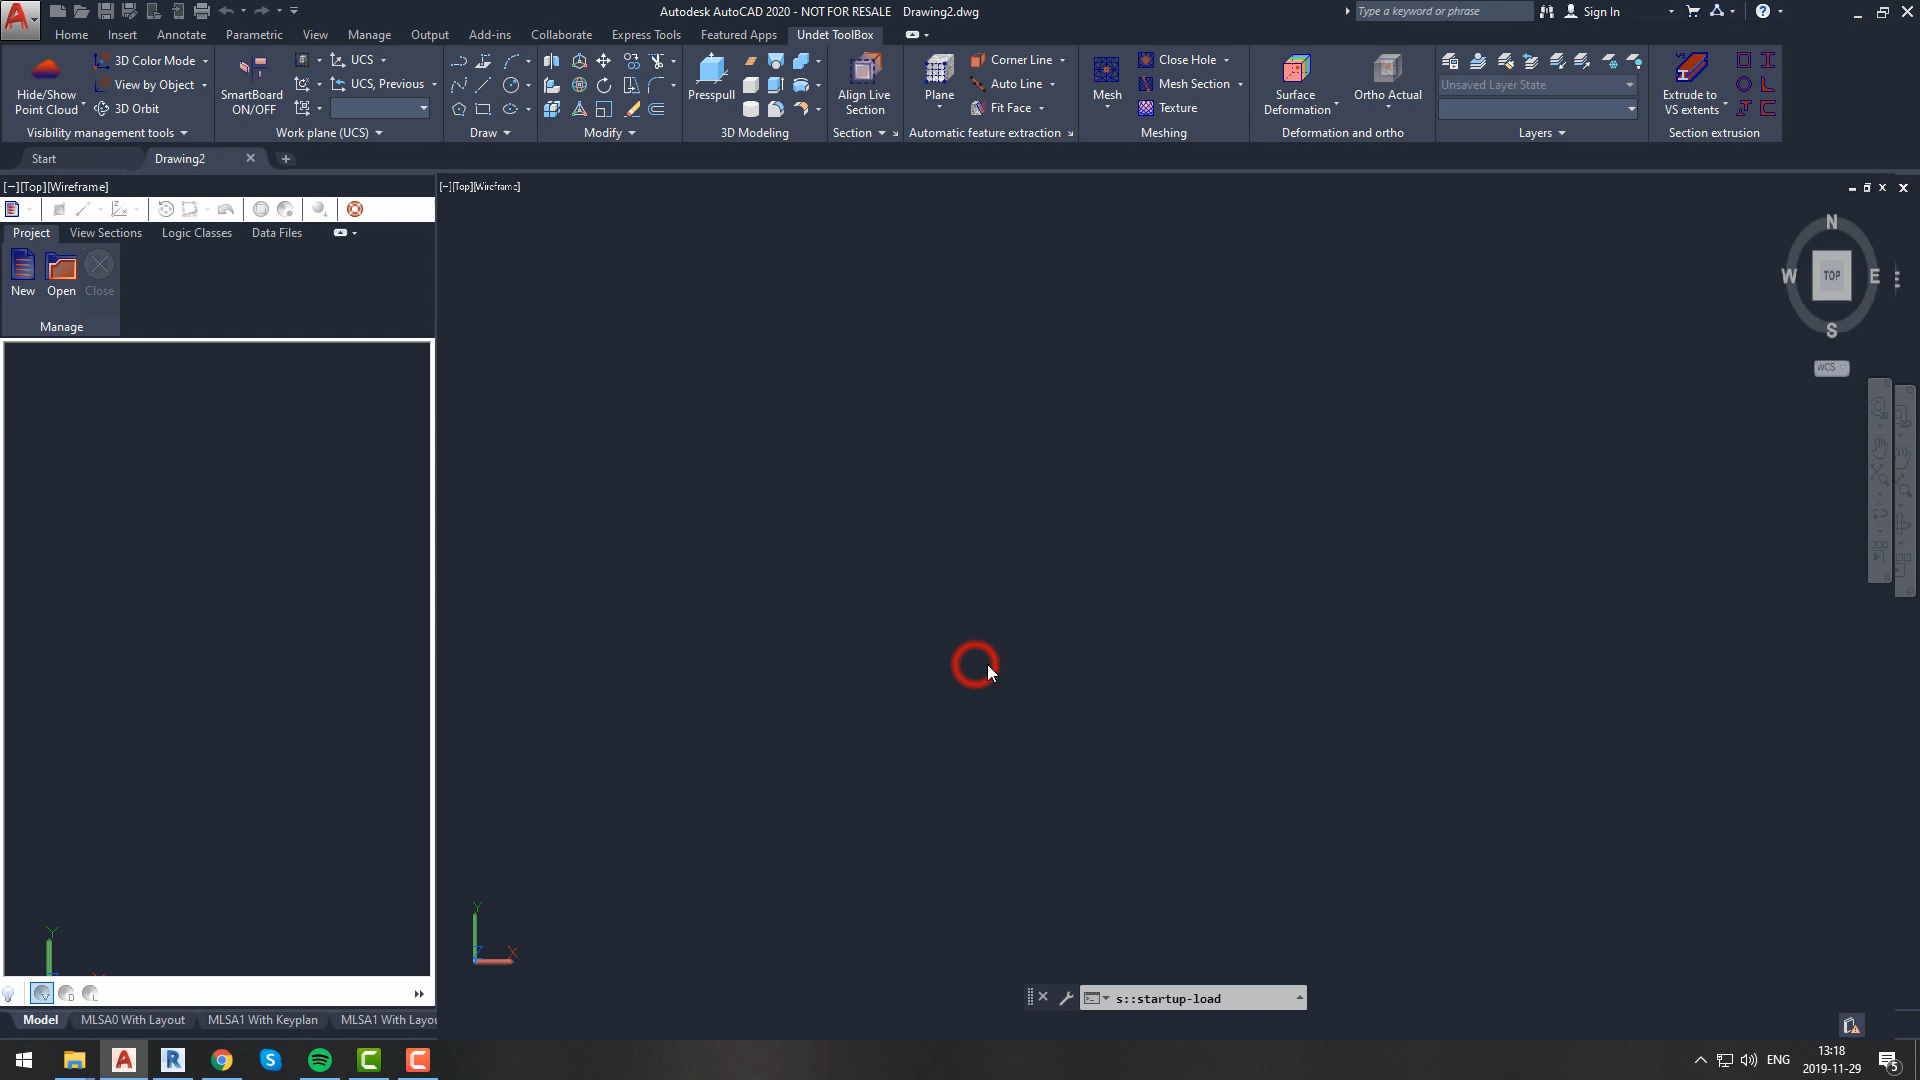 Autodesk AutoCAD 2020 - NOT FOR RESALE Drawing2.dwg
Type a keyword or phrase
Sign In
Home Insert Annotate Parametric View Manage Output Add-ins Collaborate Express Tools Featured Apps Undet ToolBox
3D Color Mode UCS Corner Line Close Hole
View by Object UCS, Previous Auto Line Mesh Section Unsaved Layer State
3D Orbit Fit Face Texture
Hide/Show
Point Cloud
SmartBoard
ON/OFF
Presspull
Align Live
Section
Plane
Mesh
Surface
Deformation
Ortho Actual
Extrude to
VS extents
Visibility management tools Work plane (UCS) Draw Modify 3D Modeling Section Automatic feature extraction Meshing Deformation and ortho Layers Section extrusion
Start Drawing2
[−][Top][Wireframe] [−][Top][Wireframe]
Project View Sections Logic Classes Data Files
New Open Close
Manage
N
W TOP E
S
WCS
2D
2D
Y
X
Y
V D L
s::startup-load
Model MLSA0 With Layout MLSA1 With Keyplan MLSA1 With Layou
ENG
13:18
2019-11-29
5